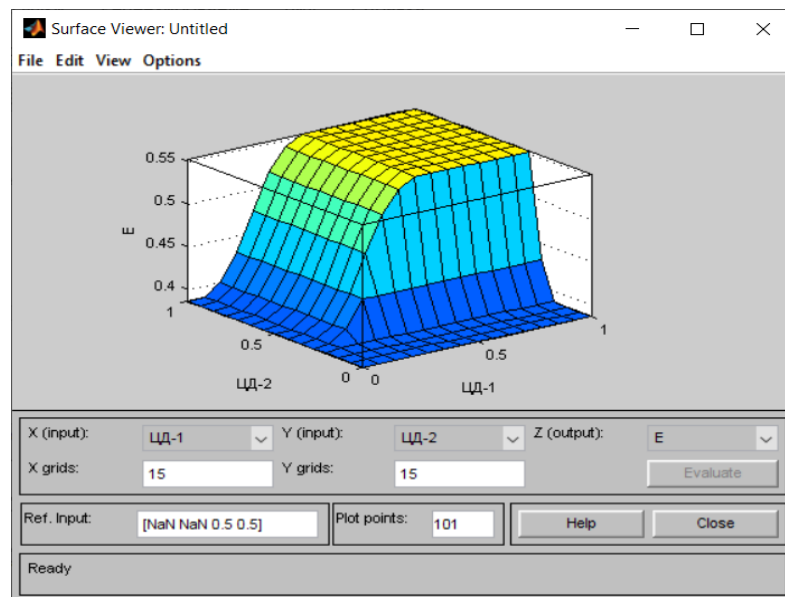 Surface Viewer: Untitled
File Edit View Options
0.55
0.5
0.45
0.4
E
1
0.5
0
ЦД-2
0
0.5
1
ЦД-1
X (input): ЦД-1 Y (input): ЦД-2 Z (output): E
X grids: 15 Y grids: 15 Evaluate
Ref. Input: [NaN NaN 0.5 0.5] Plot points: 101 Help Close
Ready